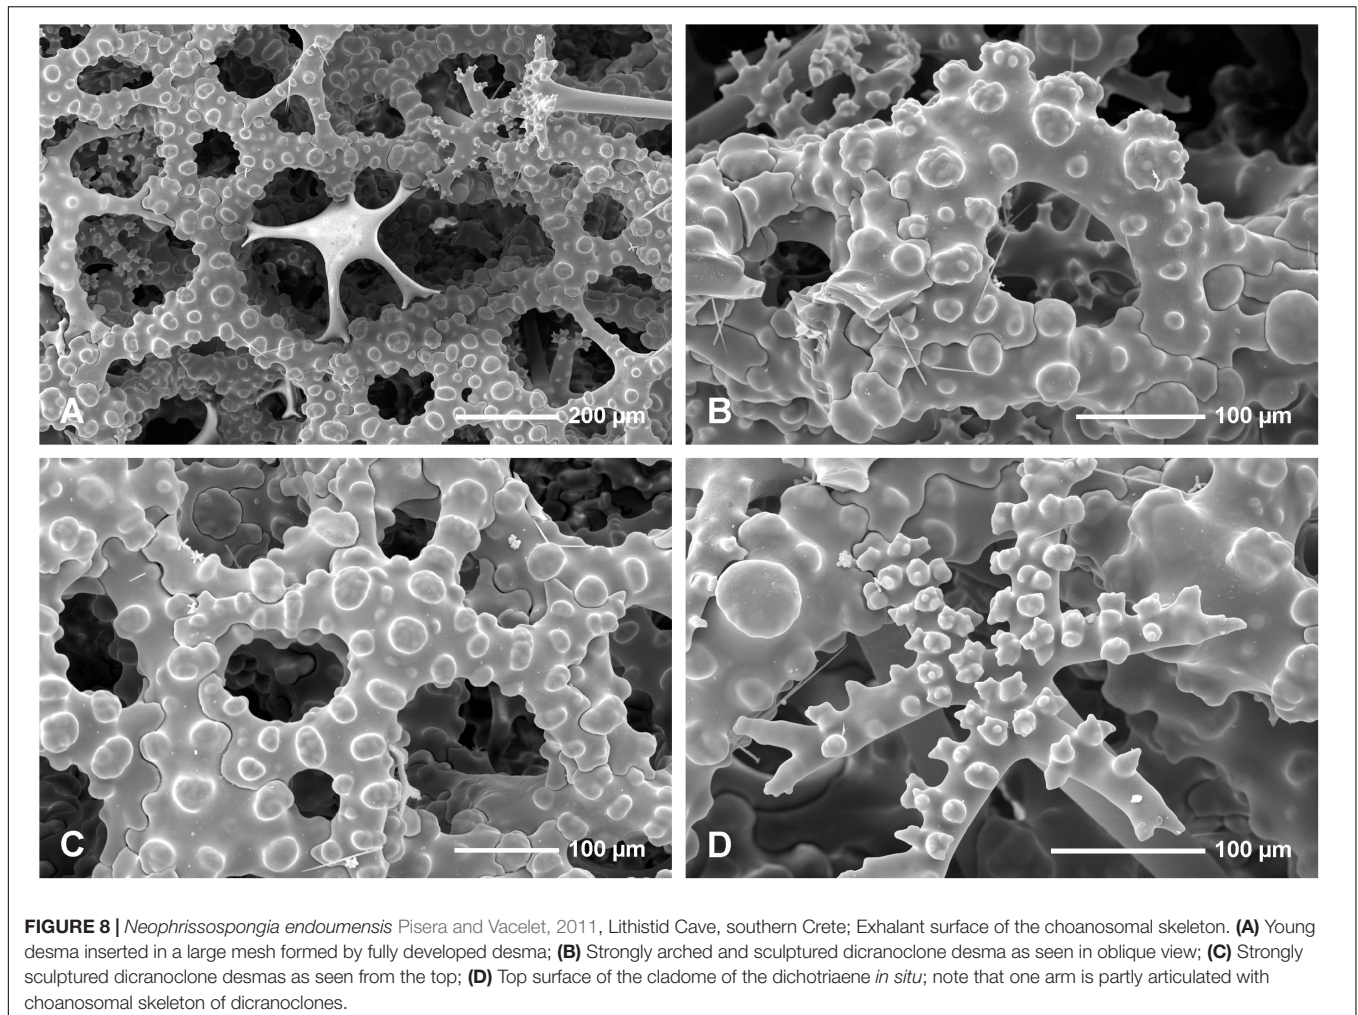 A
200 µm
B
100 µm
C
100 µm
D
100 µm
FIGURE 8 | Neophrissospongia endoumensis Pisera and Vacelet, 2011, Lithistid Cave, southern Crete; Exhalant surface of the choanosomal skeleton. (A) Young
desma inserted in a large mesh formed by fully developed desma; (B) Strongly arched and sculptured dicranoclone desma as seen in oblique view; (C) Strongly
sculptured dicranoclone desmas as seen from the top; (D) Top surface of the cladome of the dichotriaene in situ; note that one arm is partly articulated with
choanosomal skeleton of dicranoclones.